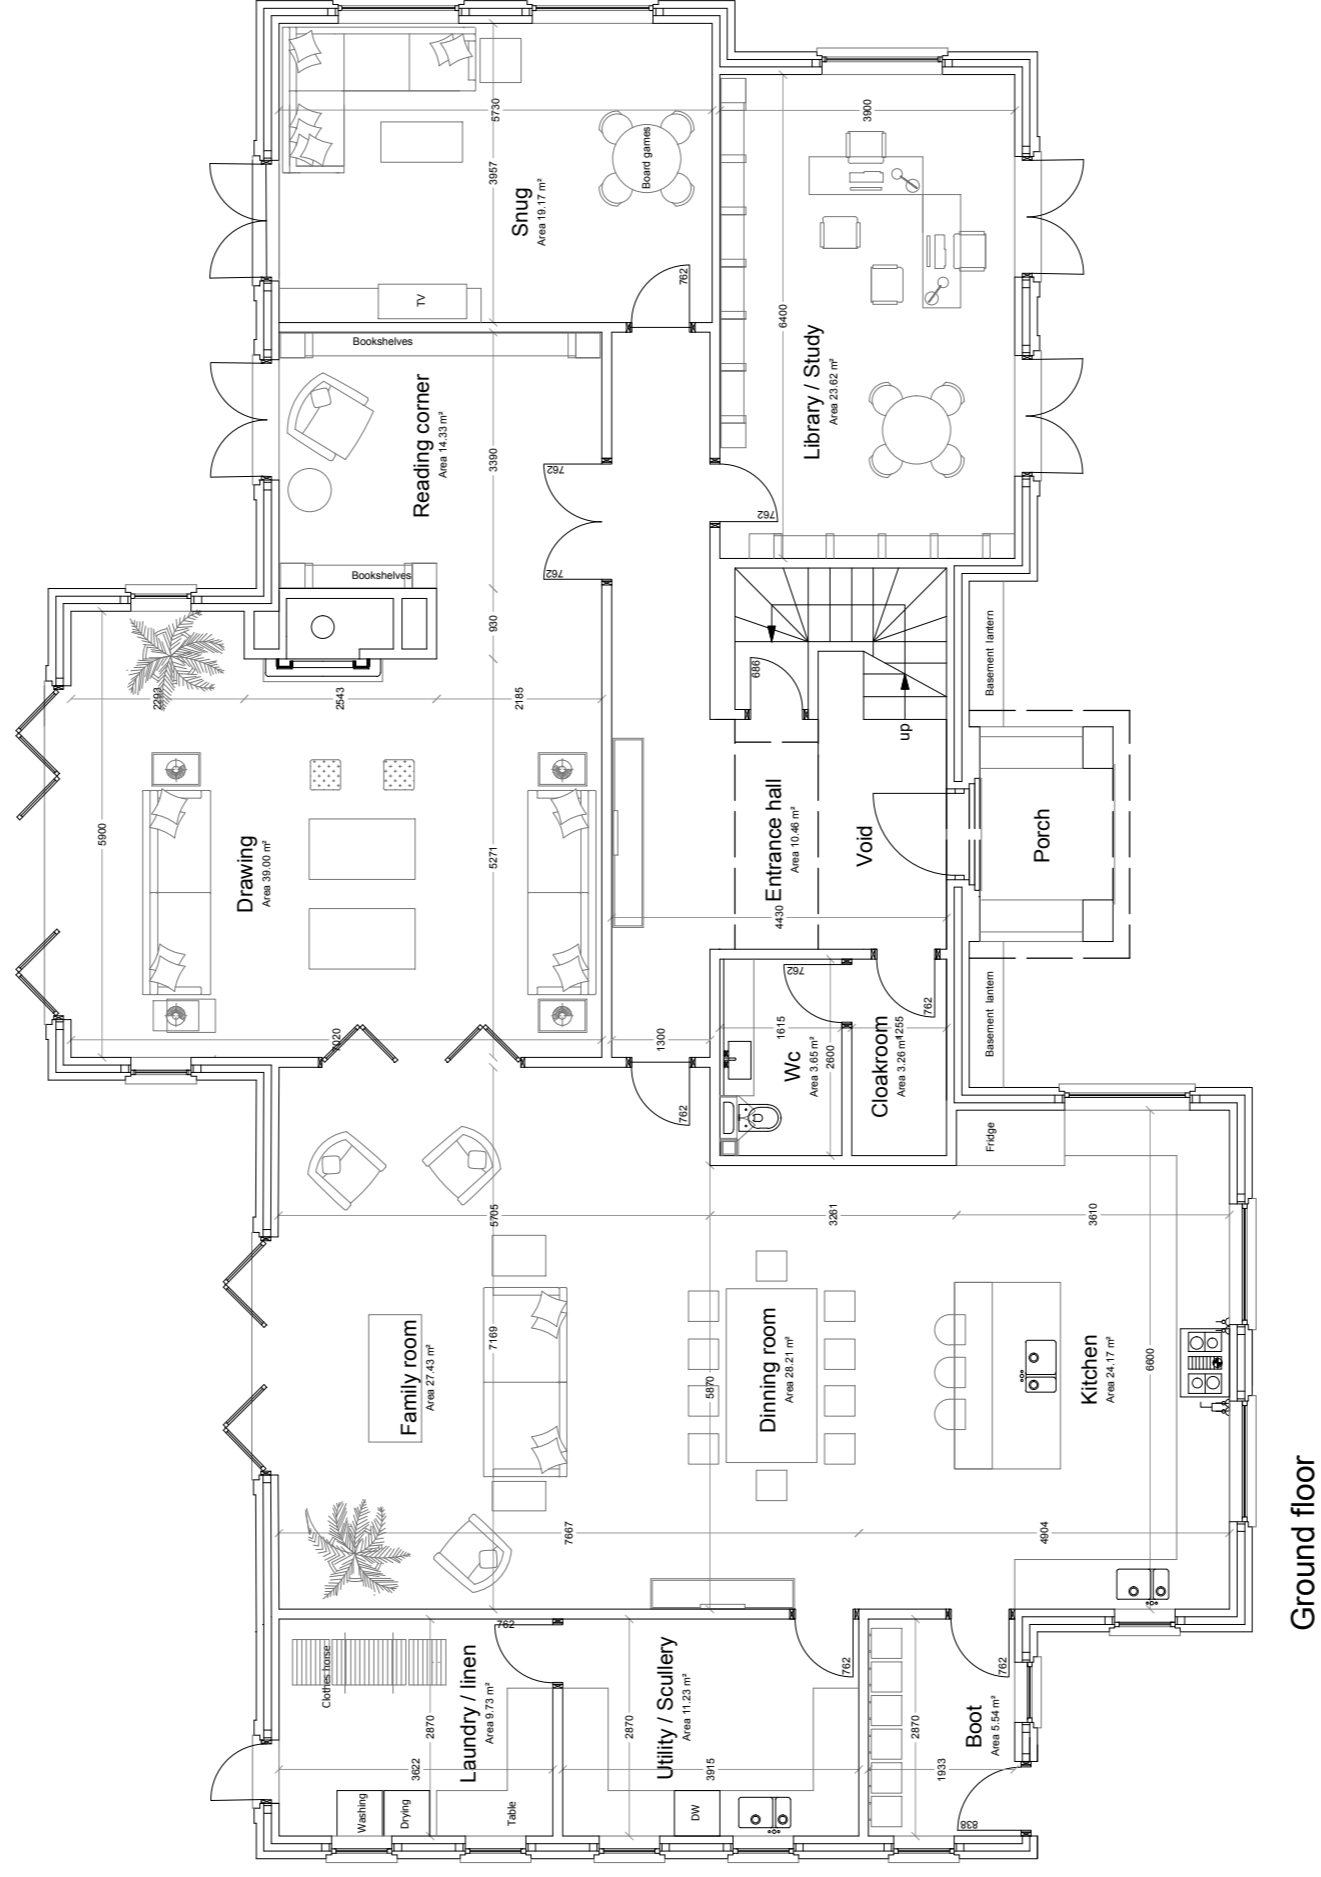 Ground floor
5730
3957
Snug
Area 19.17 m²
Board games
TV
762
3900
6400
Library / Study
Area 23.62 m²
762
Bookshelves
Reading corner
Area 14.33 m²
3390
762
762
Bookshelves
930
2293
2543
2185
5900
Drawing
Area 39.00 m²
5271
7020
1300
686
up
Entrance hall
Area 10.46 m²
Void
4430
Porch
Basement lantern
Basement lantern
762
1615
Wc
Area 3.65 m²
2600
762
Cloakroom
Area 3.26 m²
1255
762
Fridge
5705
3261
3610
Family room
Area 27.43 m²
7169
Dinning room
Area 28.21 m²
5870
Kitchen
Area 24.17 m²
6600
7667
4904
Clothes horse
762
Laundry / linen
Area 9.73 m²
2870
3622
Washing
Drying
Table
Utility / Scullery
Area 11.23 m²
2870
3915
762
DW
Boot
Area 5.54 m²
2870
1933
762
838